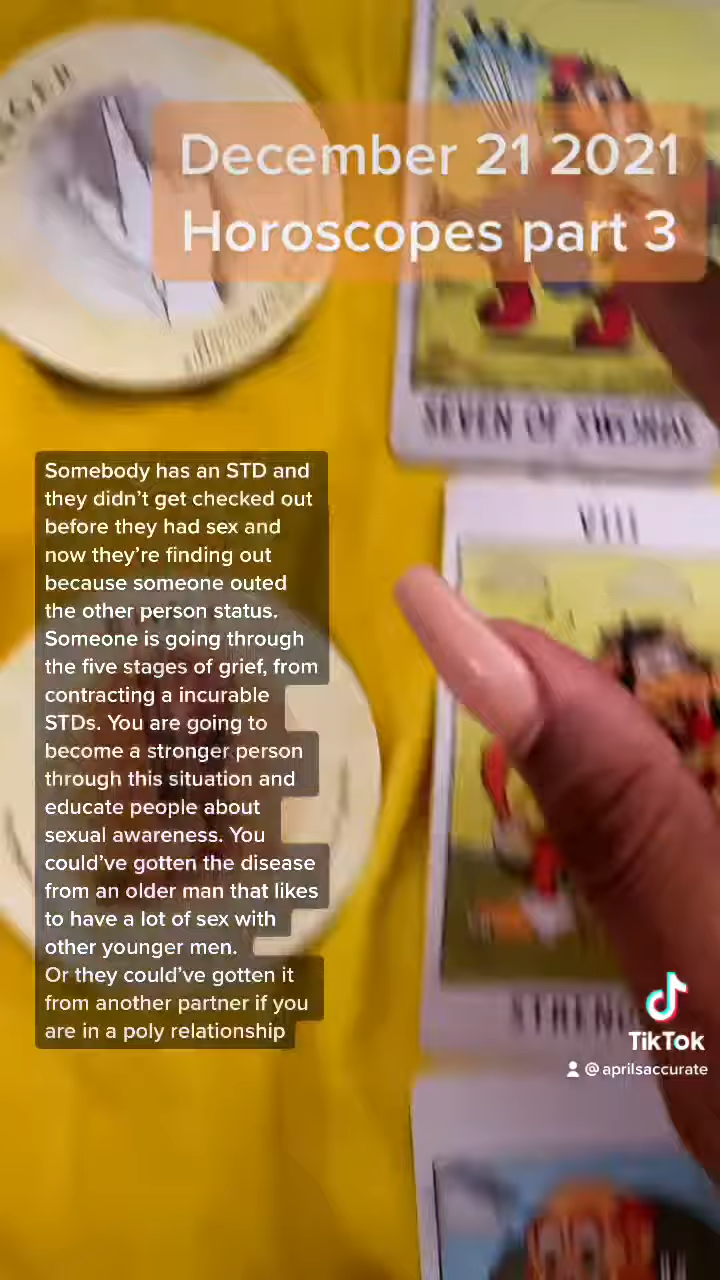 December 21 2021
Horoscopes part 3
SEVEN OF SWORDS
Somebody has an STD and
they didn't get checked out
before they had sex and
now they're finding out
because someone outed
the other person status.
Someone is going through
the five stages of grief, from
contracting a incurable
STDs. You are going to
become a stronger person
through this situation and
educate people about
sexual awareness. You
could've gotten the disease
from an older man that likes
to have a lot of sex with
other younger men.
Or they could've gotten it
from another partner if you
are in a poly relationship
VIII
TikTok
@aprilsaccurate